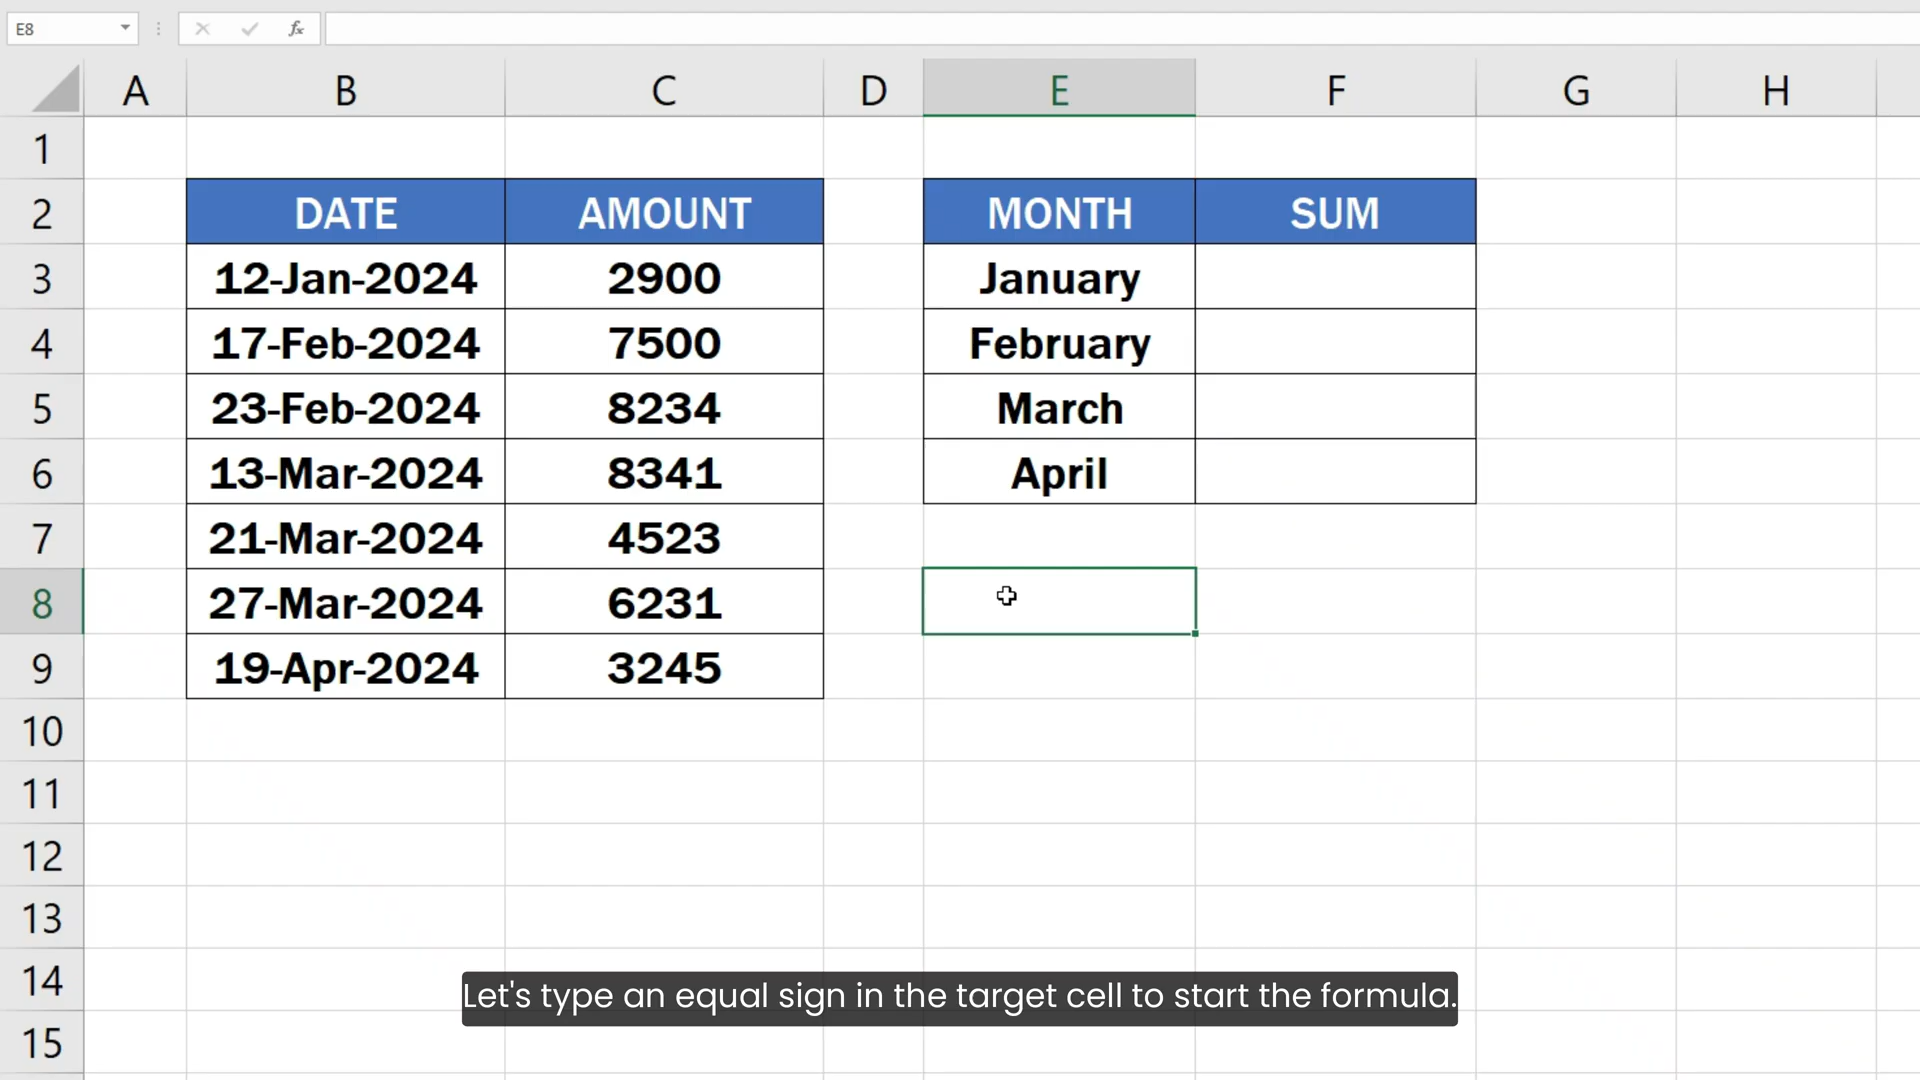 E8
fx
A B C D E F G H
1
2 DATE AMOUNT MONTH SUM
3 12-Jan-2024 2900 January
4 17-Feb-2024 7500 February
5 23-Feb-2024 8234 March
6 13-Mar-2024 8341 April
7 21-Mar-2024 4523
8 27-Mar-2024 6231
9 19-Apr-2024 3245
10
11
12
13
14
Let's type an equal sign in the target cell to start the formula.
15